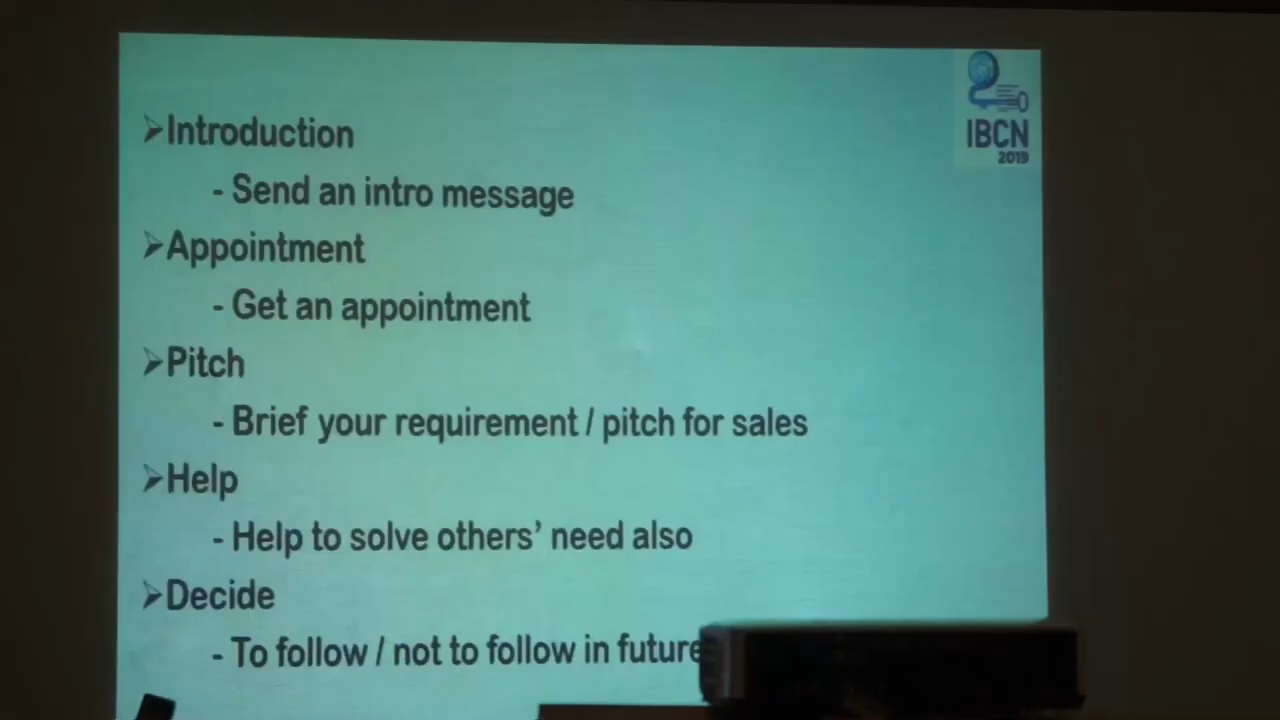 ➢Introduction
- Send an intro message
➢Appointment
- Get an appointment
➢Pitch
- Brief your requirement / pitch for sales
➢Help
- Help to solve others’ need also
➢Decide
- To follow / not to follow in future
IBCN
2019